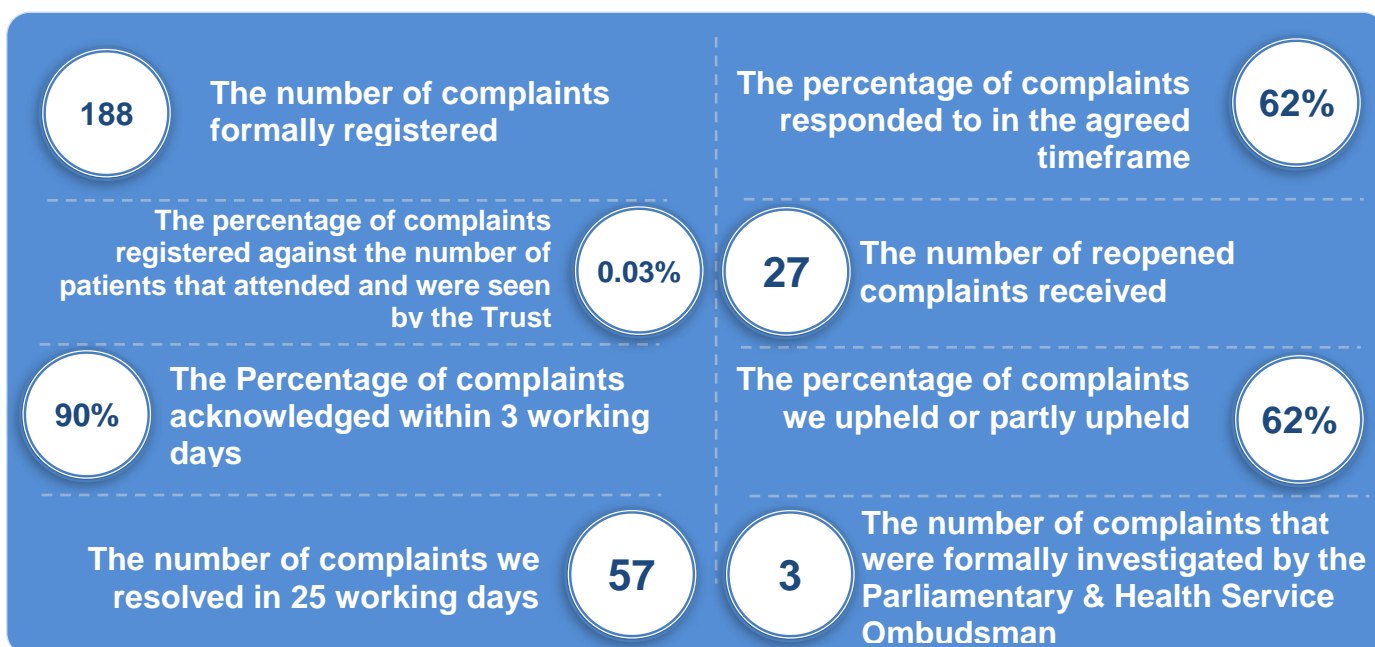 188
The number of complaints
formally registered
The percentage of complaints
responded to in the agreed
timeframe
62%
The percentage of complaints
registered against the number of
patients that attended and were seen
by the Trust
0.03%
27
The number of reopened
complaints received
90%
The Percentage of complaints
acknowledged within 3 working
days
The percentage of complaints
we upheld or partly upheld
62%
The number of complaints we
resolved in 25 working days
57
3
The number of complaints that
were formally investigated by the
Parliamentary & Health Service
Ombudsman